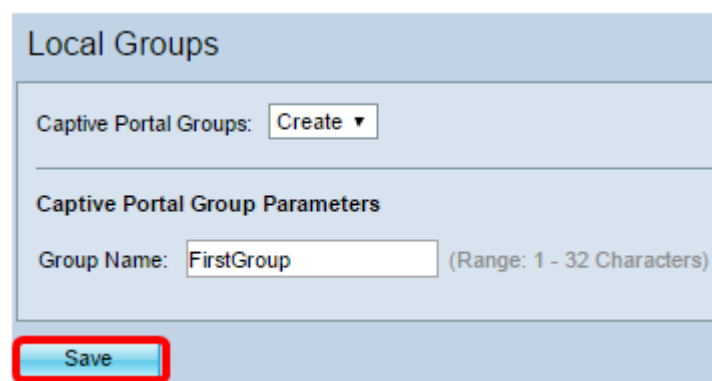 Local Groups
Captive Portal Groups: Create
Captive Portal Group Parameters
Group Name: FirstGroup (Range: 1 - 32 Characters)
Save